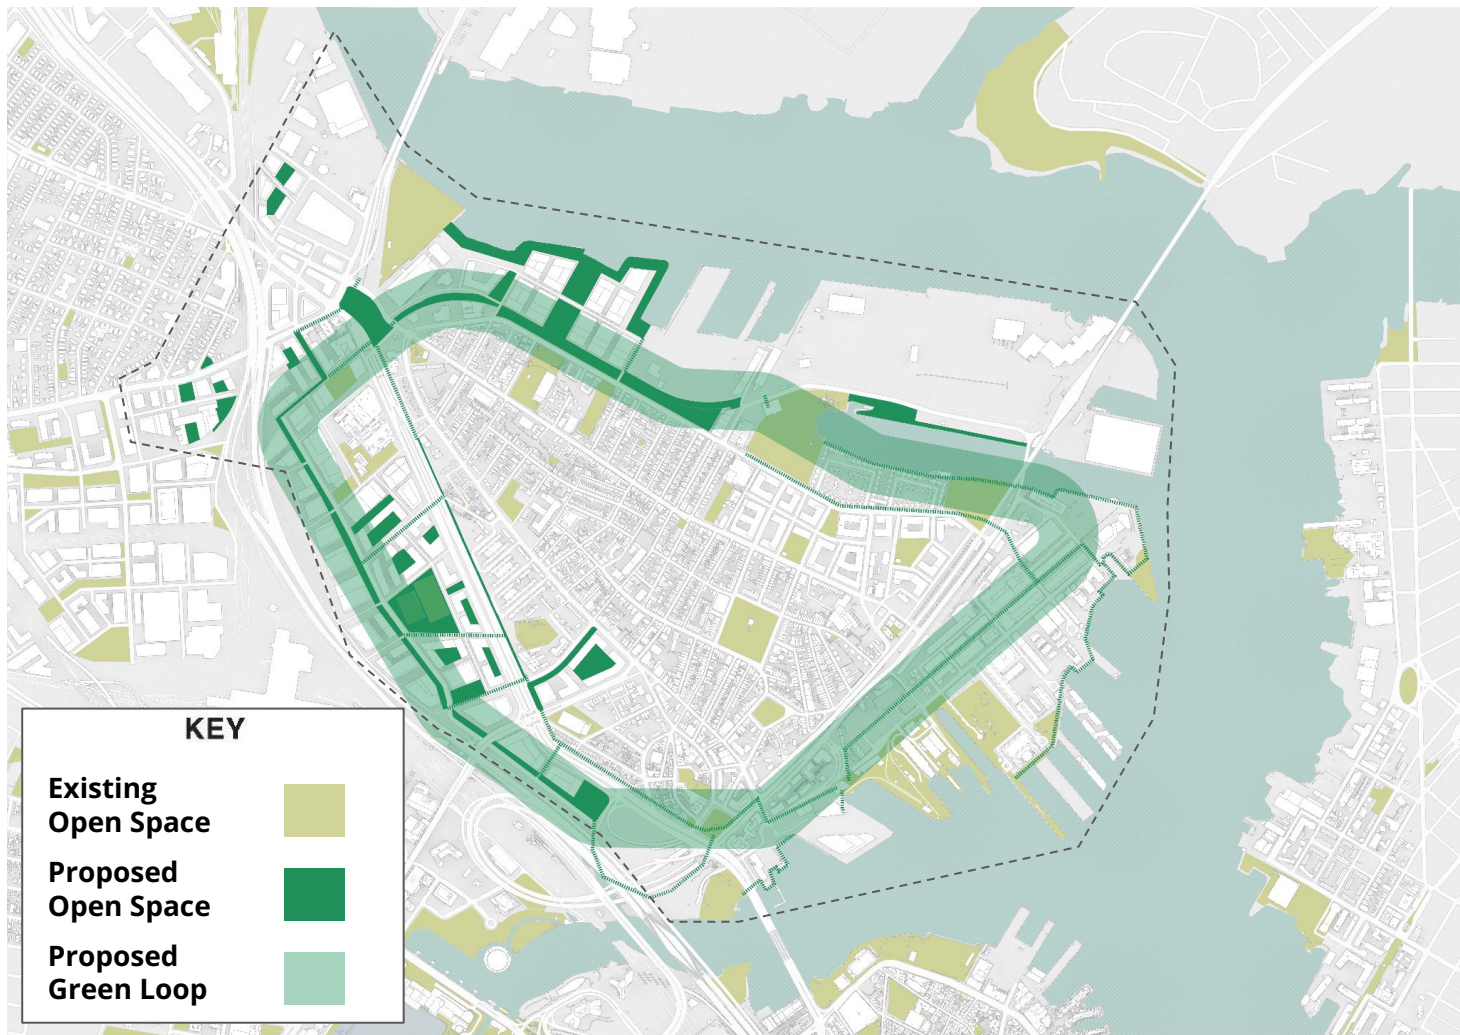 KEY
Existing
Open Space
Proposed
Open Space
Proposed
Green Loop